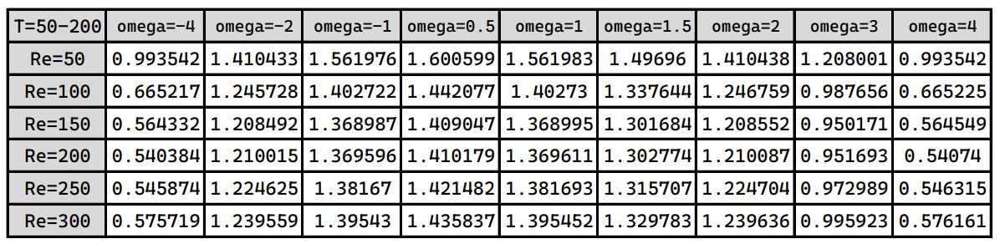 T=50-200 omega=-4 omega=-2 omega=-1 omega=0.5 omega=1 omega=1.5 omega=2 omega=3 omega=4
Re=50 0.993542 1.410433 1.561976 1.600599 1.561983 1.49696 1.410438 1.208001 0.993542
Re=100 0.665217 1.245728 1.402722 1.442077 1.40273 1.337644 1.246759 0.987656 0.665225
Re=150 0.564332 1.208492 1.368987 1.409047 1.368995 1.301684 1.208552 0.950171 0.564549
Re=200 0.540384 1.210015 1.369596 1.410179 1.369611 1.302774 1.210087 0.951693 0.54074
Re=250 0.545874 1.224625 1.38167 1.421482 1.381693 1.315707 1.224704 0.972989 0.546315
Re=300 0.575719 1.239559 1.39543 1.435837 1.395452 1.329783 1.239636 0.995923 0.576161